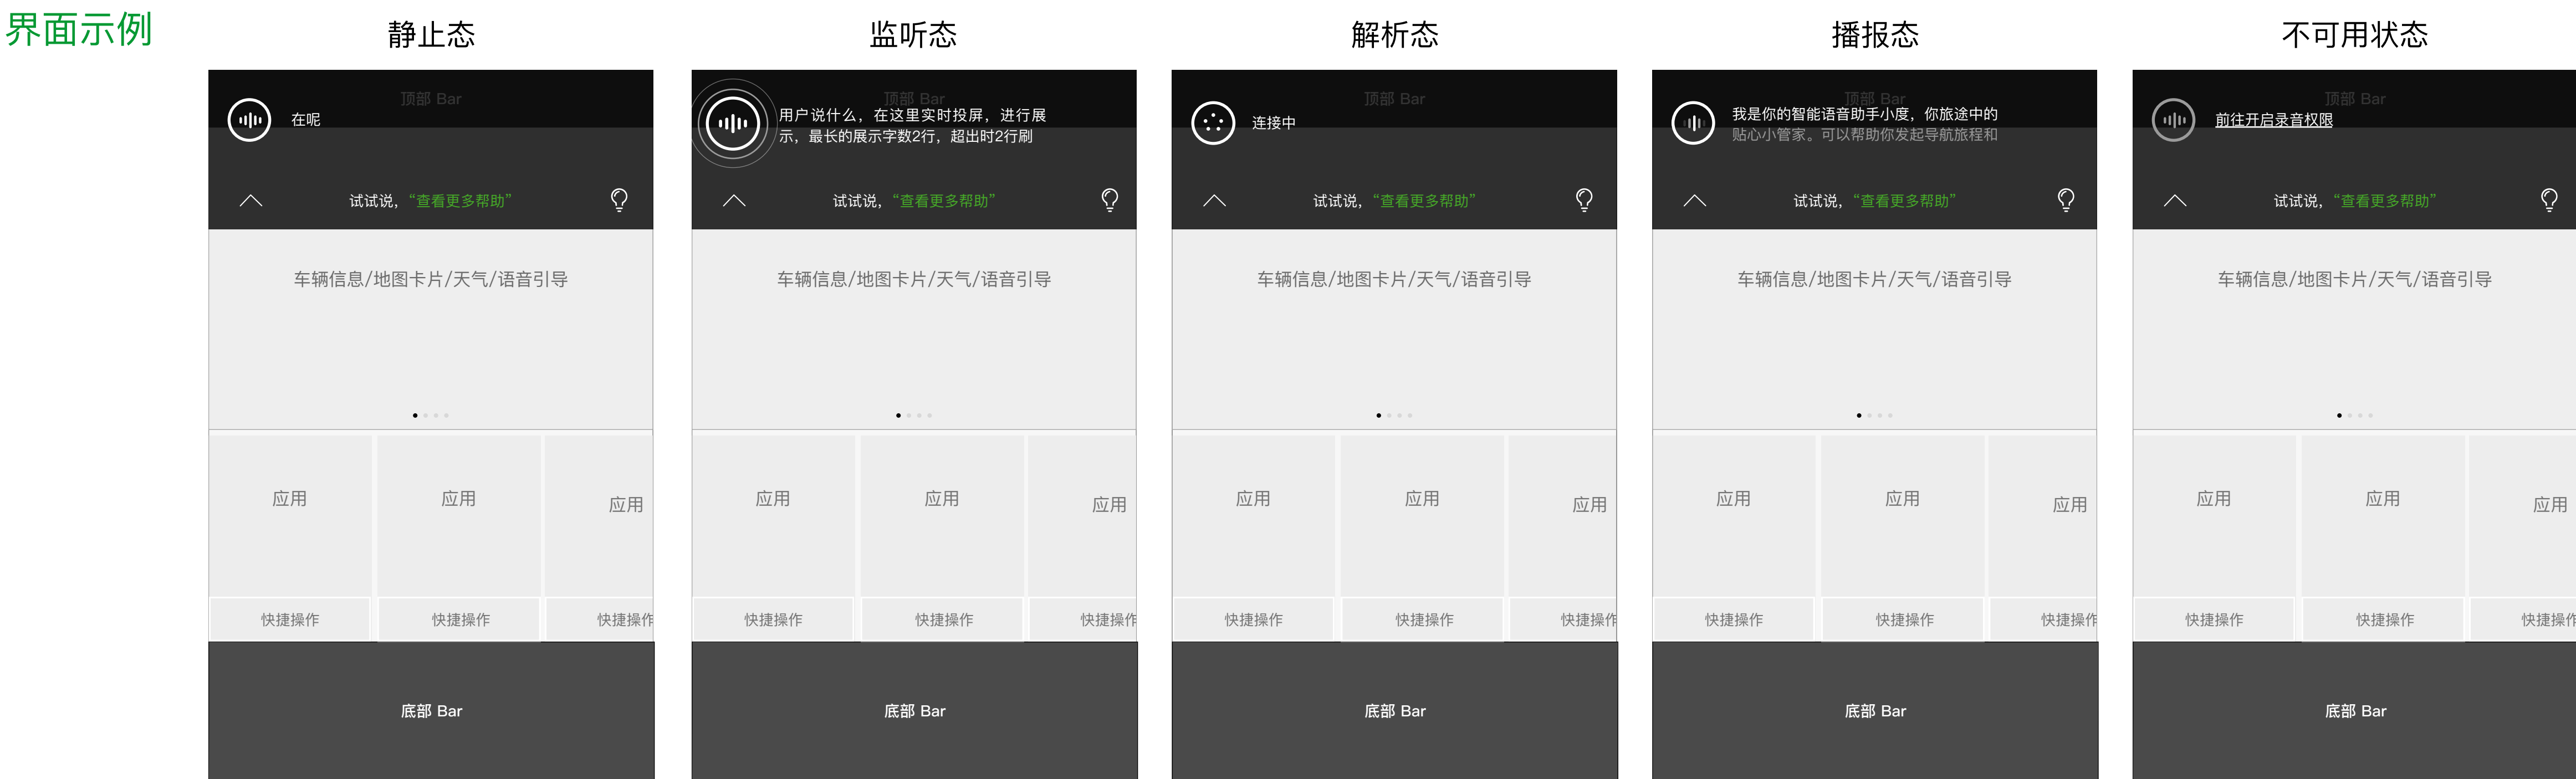 界面示例
静止态
监听态
解析态
播报态
不可用状态
顶部 Bar
在呢
试试说，“查看更多帮助”
车辆信息/地图卡片/天气/语音引导
应用
应用
应用
快捷操作
快捷操作
快捷操作
底部 Bar
顶部 Bar
用户说什么，在这里实时投屏，进行展
示，最长的展示字数2行，超出时2行刷
试试说，“查看更多帮助”
车辆信息/地图卡片/天气/语音引导
应用
应用
应用
快捷操作
快捷操作
快捷操作
底部 Bar
顶部 Bar
连接中
试试说，“查看更多帮助”
车辆信息/地图卡片/天气/语音引导
应用
应用
应用
快捷操作
快捷操作
快捷操作
底部 Bar
顶部 Bar
我是你的智能语音助手小度，你旅途中的
贴心小管家。可以帮助你发起导航旅程和
试试说，“查看更多帮助”
车辆信息/地图卡片/天气/语音引导
应用
应用
应用
快捷操作
快捷操作
快捷操作
底部 Bar
顶部 Bar
前往开启录音权限
试试说，“查看更多帮助”
车辆信息/地图卡片/天气/语音引导
应用
应用
应用
快捷操作
快捷操作
快捷操作
底部 Bar